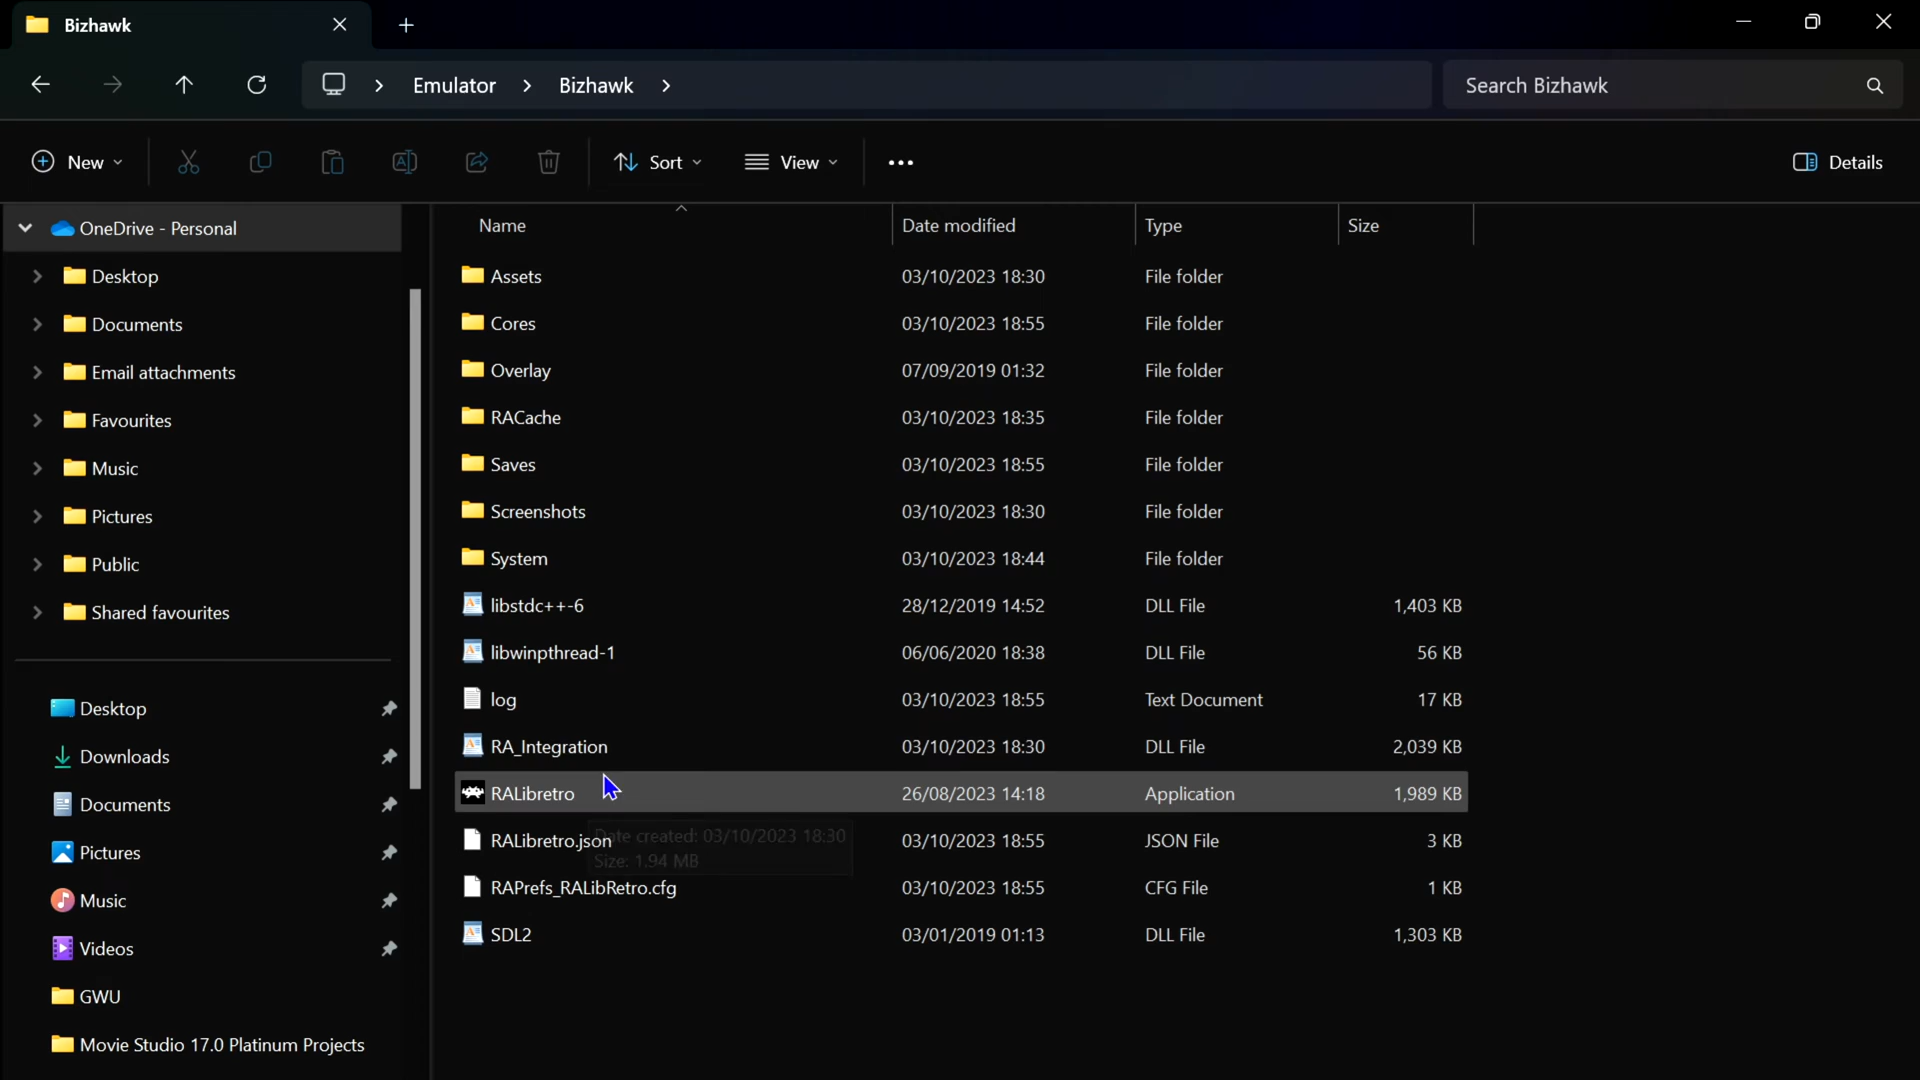 Bizhawk
Emulator Bizhawk
Search Bizhawk
New
Sort
View
Details
OneDrive - Personal
Desktop
Documents
Email attachments
Favourites
Music
Pictures
Public
Shared favourites
Desktop
Downloads
Documents
Pictures
Music
Videos
GWU
Movie Studio 17.0 Platinum Projects
Name Date modified Type Size
Assets 03/10/2023 18:30 File folder
Cores 03/10/2023 18:55 File folder
Overlay 07/09/2019 01:32 File folder
RACache 03/10/2023 18:35 File folder
Saves 03/10/2023 18:55 File folder
Screenshots 03/10/2023 18:30 File folder
System 03/10/2023 18:44 File folder
libstdc++-6 28/12/2019 14:52 DLL File 1,403 KB
libwinpthread-1 06/06/2020 18:38 DLL File 56 KB
log 03/10/2023 18:55 Text Document 17 KB
RA_Integration 03/10/2023 18:30 DLL File 2,039 KB
RALibretro 26/08/2023 14:18 Application 1,989 KB
RALibretro.json 03/10/2023 18:55 JSON File 3 KB
Date created: 03/10/2023 18:30
Size: 1.94 MB
RAPrefs_RALibRetro.cfg 03/10/2023 18:55 CFG File 1 KB
SDL2 03/01/2019 01:13 DLL File 1,303 KB